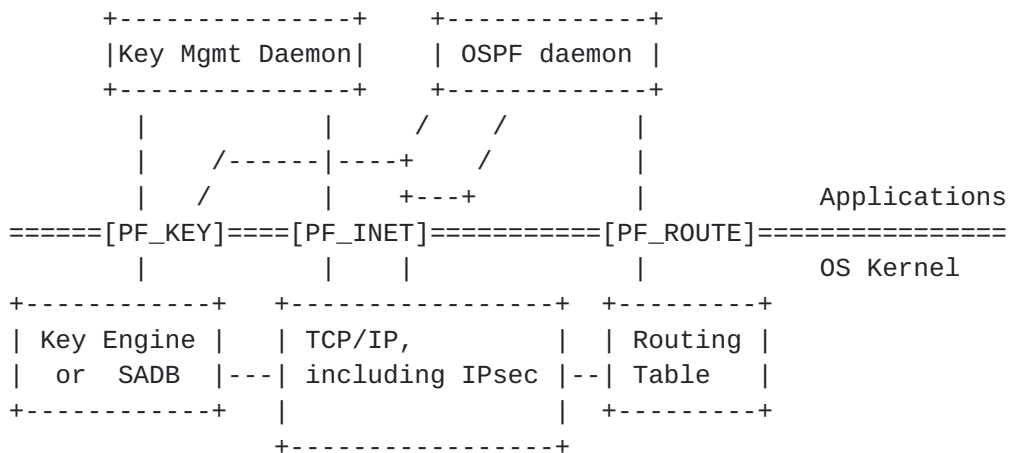 +---------------+    +-------------+
|Key Mgmt Daemon|    | OSPF daemon |
+---------------+    +-------------+
|           |     /    /        |
|    /------|----+    /         |
|   /       |    +---+          |           Applications
======[PF_KEY]====[PF_INET]===========[PF_ROUTE]================
|           |    |              |           OS Kernel
+------------+   +-----------------+  +---------+
| Key Engine |   | TCP/IP,         |  | Routing |
|  or  SADB  |---| including IPsec |--| Table   |
+------------+   |                 |  +---------+
+-----------------+